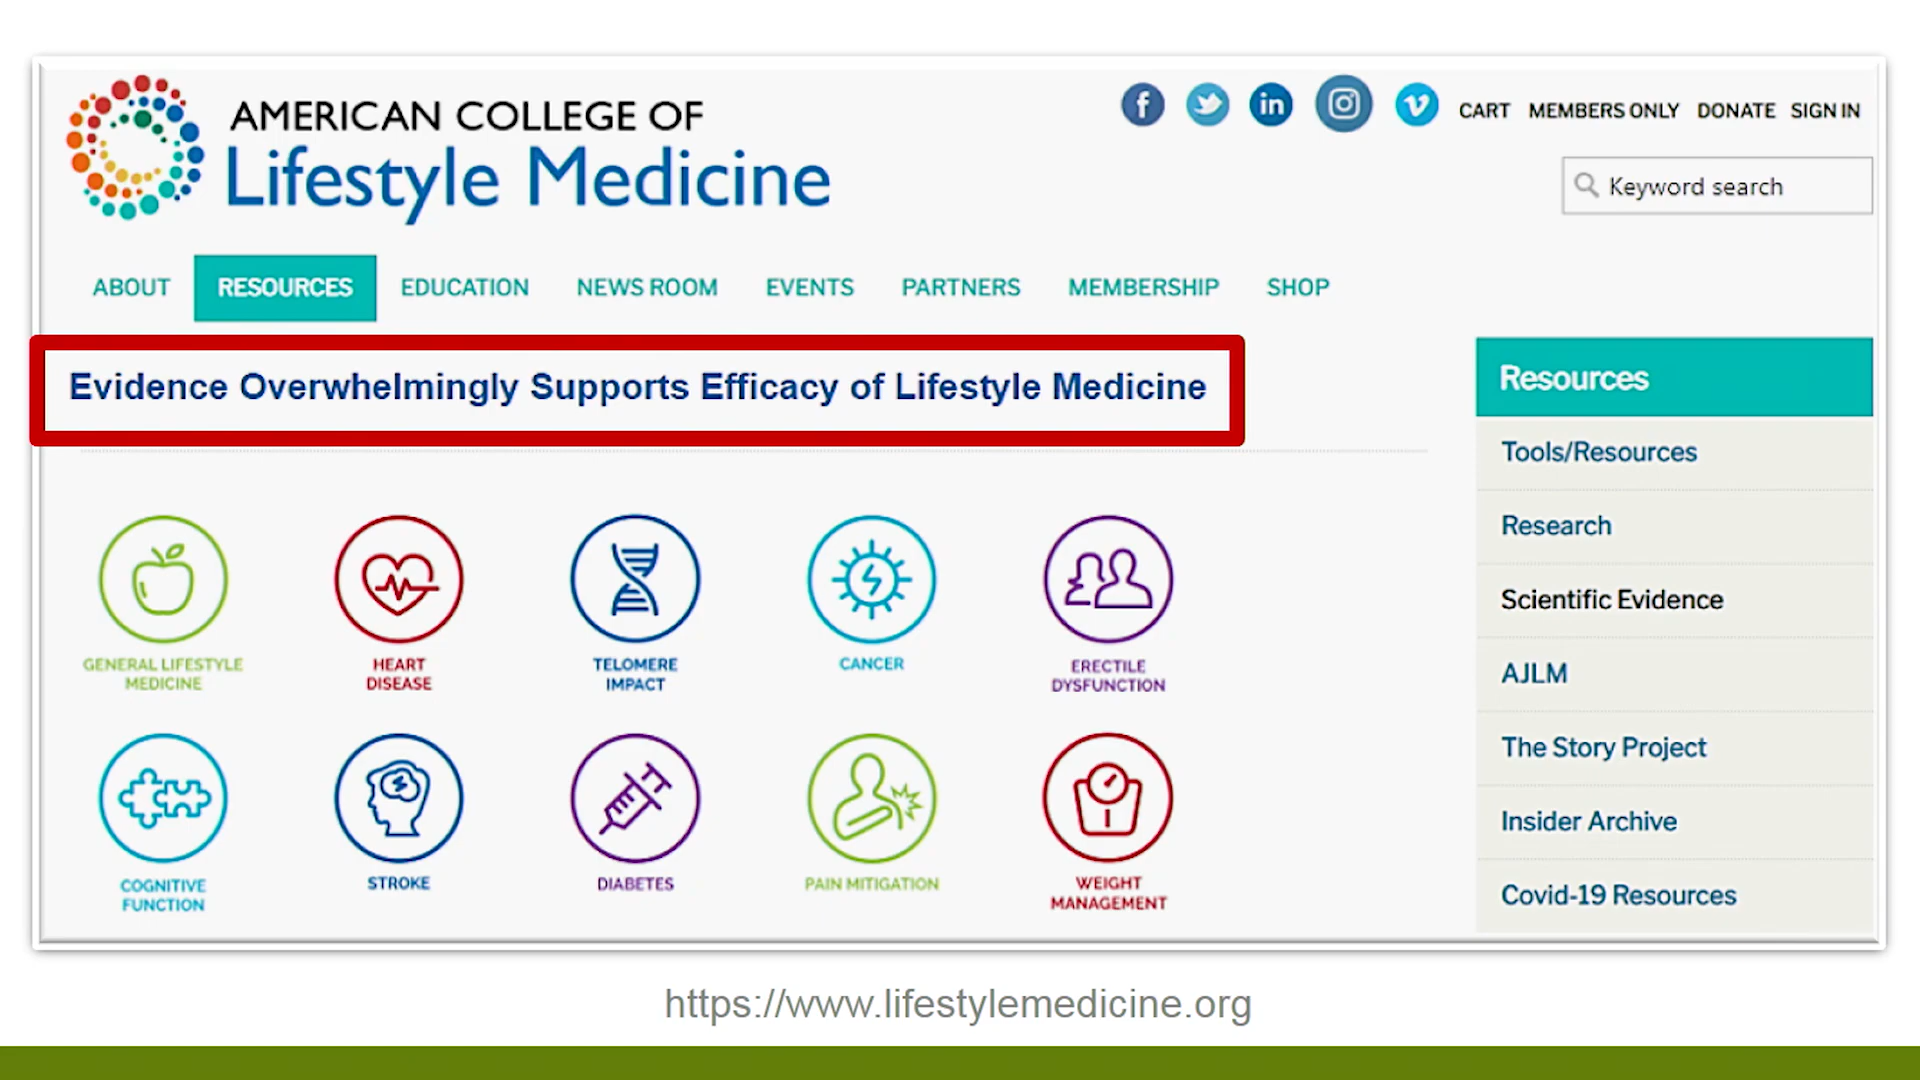 AMERICAN COLLEGE OF
Lifestyle Medicine
CART MEMBERS ONLY DONATE SIGN IN
Keyword search
ABOUT RESOURCES EDUCATION NEWS ROOM EVENTS PARTNERS MEMBERSHIP SHOP
Evidence Overwhelmingly Supports Efficacy of Lifestyle Medicine
GENERAL LIFESTYLE
MEDICINE
HEART
DISEASE
TELOMERE
IMPACT
CANCER
ERECTILE
DYSFUNCTION
COGNITIVE
FUNCTION
STROKE
DIABETES
PAIN MITIGATION
WEIGHT
MANAGEMENT
Resources
Tools/Resources
Research
Scientific Evidence
AJLM
The Story Project
Insider Archive
Covid-19 Resources
https://www.lifestylemedicine.org